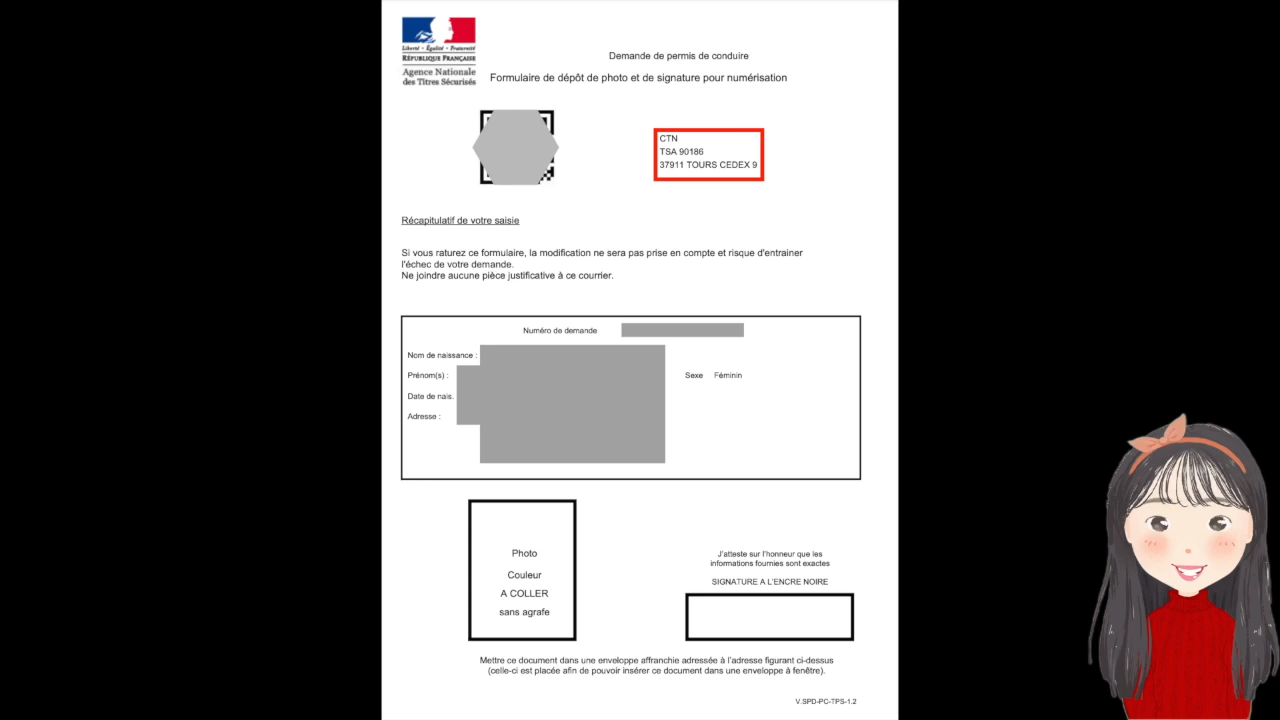 Liberté • Égalité • Fraternité
RÉPUBLIQUE FRANÇAISE
Agence Nationale
des Titres Sécurisés
Demande de permis de conduire
Formulaire de dépôt de photo et de signature pour numérisation
CTN
TSA 90186
37911 TOURS CEDEX 9
Récapitulatif de votre saisie
Si vous raturez ce formulaire, la modification ne sera pas prise en compte et risque d'entrainer
l'échec de votre demande.
Ne joindre aucune pièce justificative à ce courrier.
Numéro de demande
Nom de naissance :
Prénom(s) :
Sexe Féminin
Date de nais.
Adresse :
Photo
Couleur
A COLLER
sans agrafe
J'atteste sur l'honneur que les
informations fournies sont exactes
SIGNATURE A L'ENCRE NOIRE
Mettre ce document dans une enveloppe affranchie adressée à l'adresse figurant ci-dessus
(celle-ci est placée afin de pouvoir insérer ce document dans une enveloppe à fenêtre).
V.SPD-PC-TPS-1.2